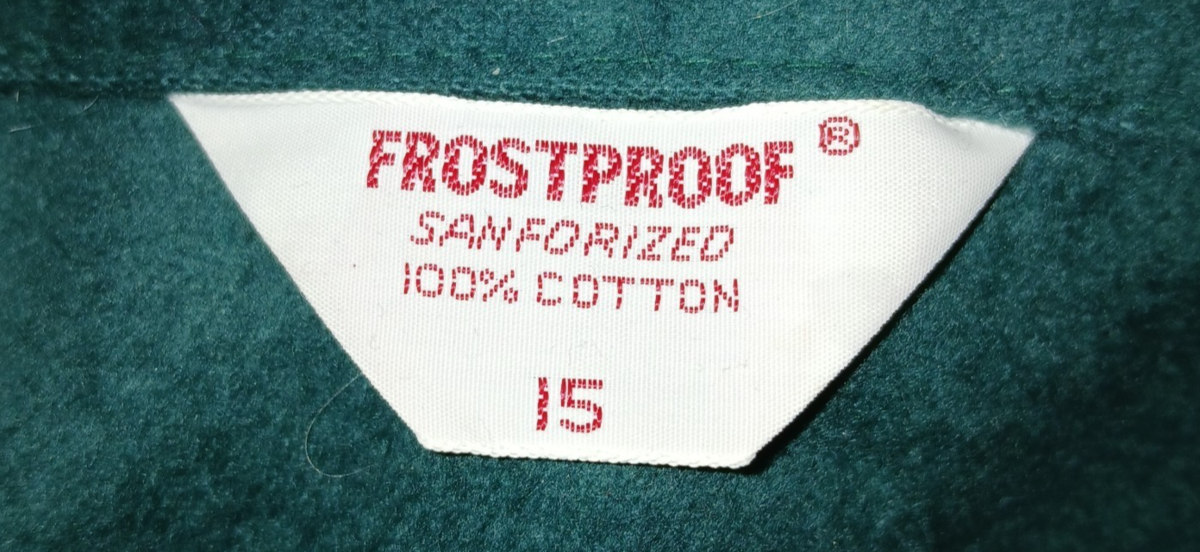 FROSTPROOF®
SANFORIZED
100% COTTON
15